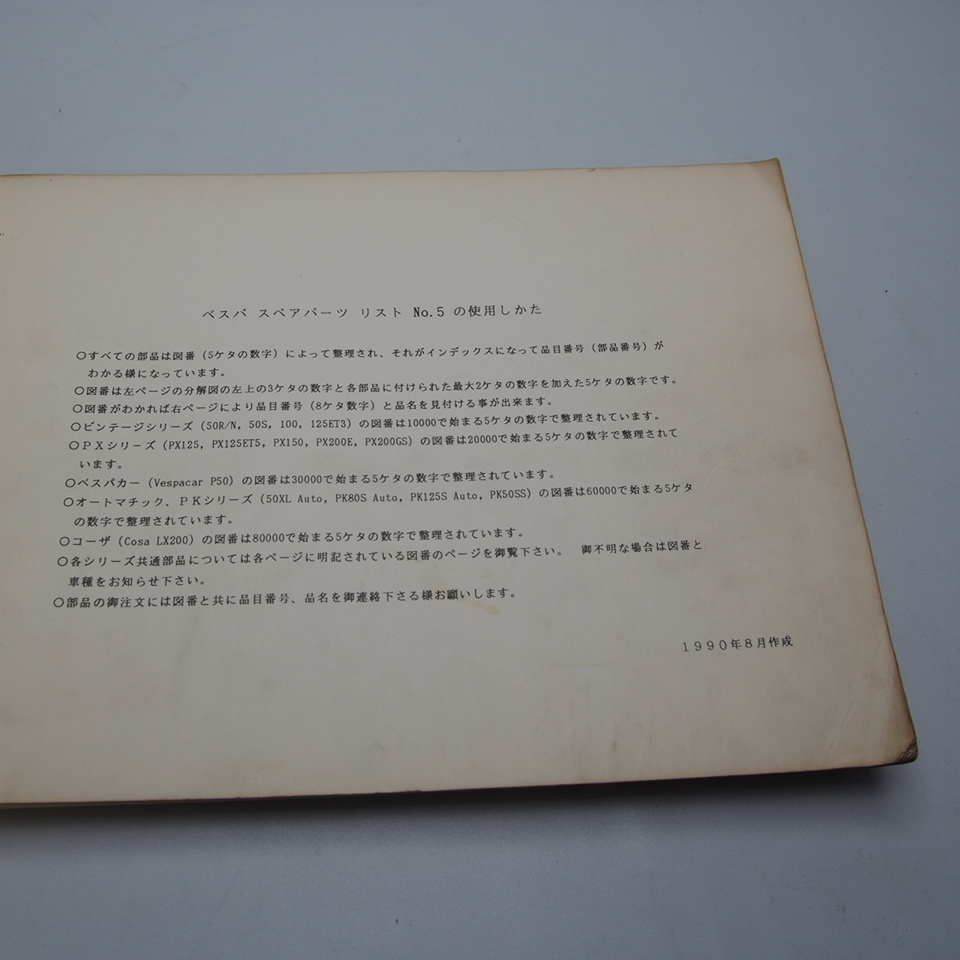 ベスパ スペアパーツ リスト No.5 の使用しかた
○すべての部品は図番（5ケタの数字）によって整理され、それがインデックスになって品目番号（部品番号）が
わかる様になっています。
○図番は左ページの分解図の左上の3ケタの数字と各部品に付けられた最大2ケタの数字を加えた5ケタの数字です。
○図番がわかれば右ページにより品目番号（8ケタ数字）と品名を見付ける事が出来ます。
○ビンテージシリーズ（50R/N, 50S, 100, 125ET3）の図番は10000で始まる5ケタの数字で整理されています。
○ＰＸシリーズ（PX125, PX125ET5, PX150, PX200E, PX200GS）の図番は20000で始まる5ケタの数字で整理されて
います。
○ベスパカー（Vespacar P50）の図番は30000で始まる5ケタの数字で整理されています。
○オートマチック、ＰＫシリーズ（50XL Auto, PK80S Auto, PK125S Auto, PK50SS）の図番は60000で始まる5ケタ
の数字で整理されています。
○コーザ（Cosa LX200）の図番は80000で始まる5ケタの数字で整理されています。
○各シリーズ共通部品については各ページに明記されている図番のページを御覧下さい。　御不明な場合は図番と
車種をお知らせ下さい。
○部品の御注文には図番と共に品目番号、品名を御連絡下さる様お願いします。
１９９０年８月作成